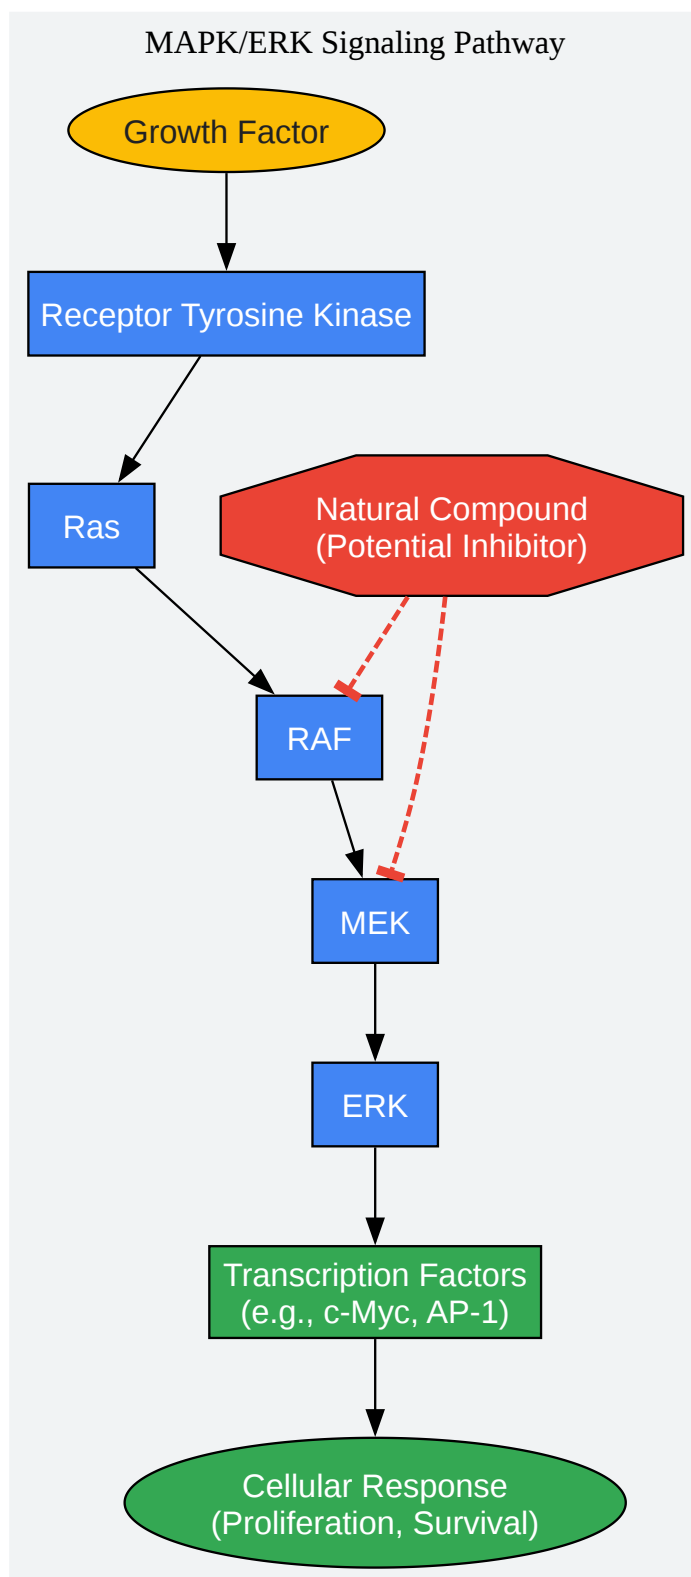 MAPK/ERK Signaling Pathway
Growth Factor
Receptor Tyrosine Kinase
Ras
Natural Compound
(Potential Inhibitor)
RAF
MEK
ERK
Transcription Factors
(e.g., c-Myc, AP-1)
Cellular Response
(Proliferation, Survival)